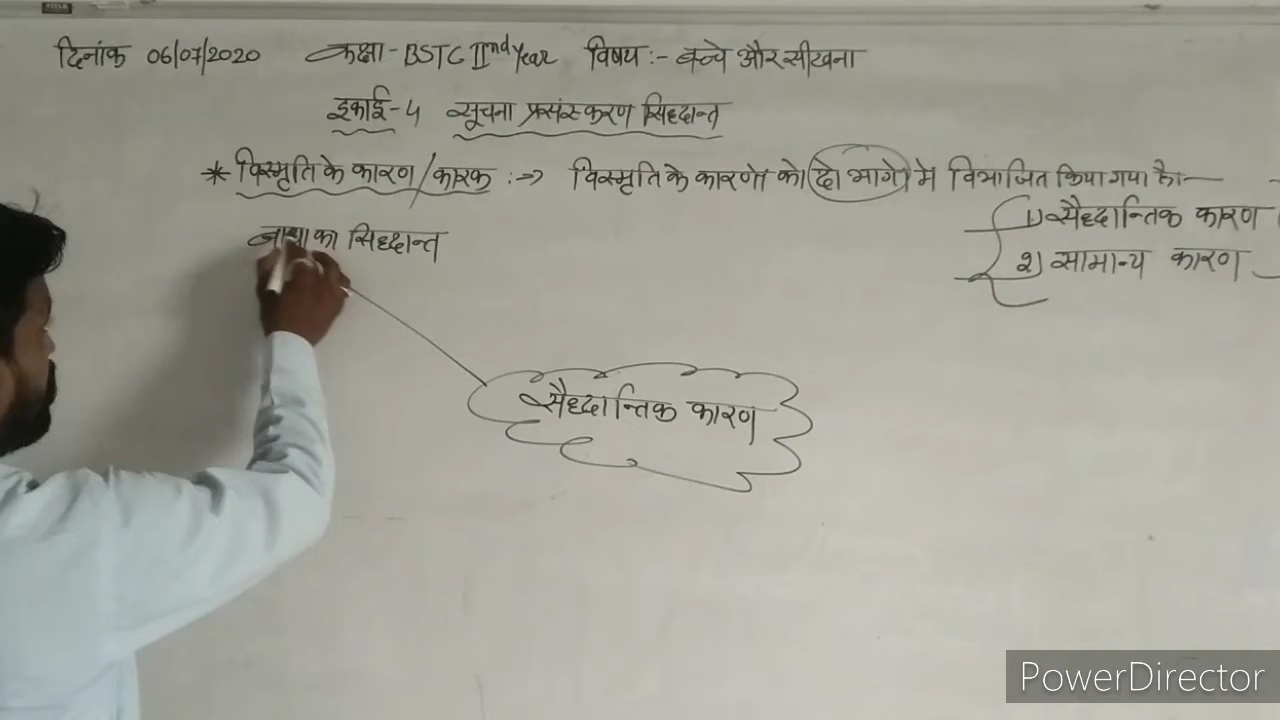 दिनांक 06/07/2020 कक्षा - BSTC IInd Year विषय :- बच्चे और सीखना
इकाई - 5 सूचना प्रसंस्करण सिद्धान्त
* विस्मृति के कारण / कारक :-> विस्मृति के कारणों को (दो भागों) में विभाजित किया गया है।—
1) सैद्धान्तिक कारण
2) सामान्य कारण
का सिद्धान्त
सैद्धान्तिक कारण
PowerDirector